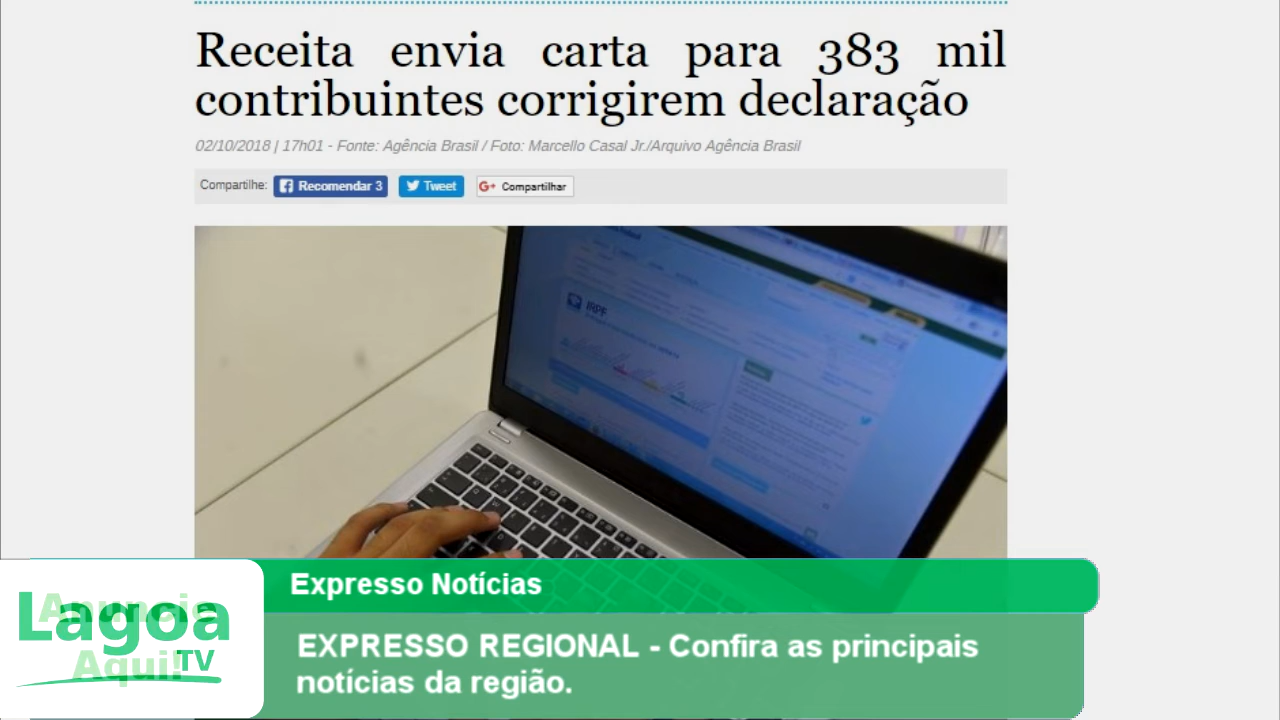 Receita envia carta para 383 mil
contribuintes corrigirem declaração
02/10/2018 | 17h01 - Fonte: Agência Brasil / Foto: Marcello Casal Jr./Arquivo Agência Brasil
Compartilhe: Recomendar 3 Tweet G+ Compartilhar
IRPF
Expresso Notícias
EXPRESSO REGIONAL - Confira as principais
notícias da região.
Anuncie
Lagoa
Aqui!
TV